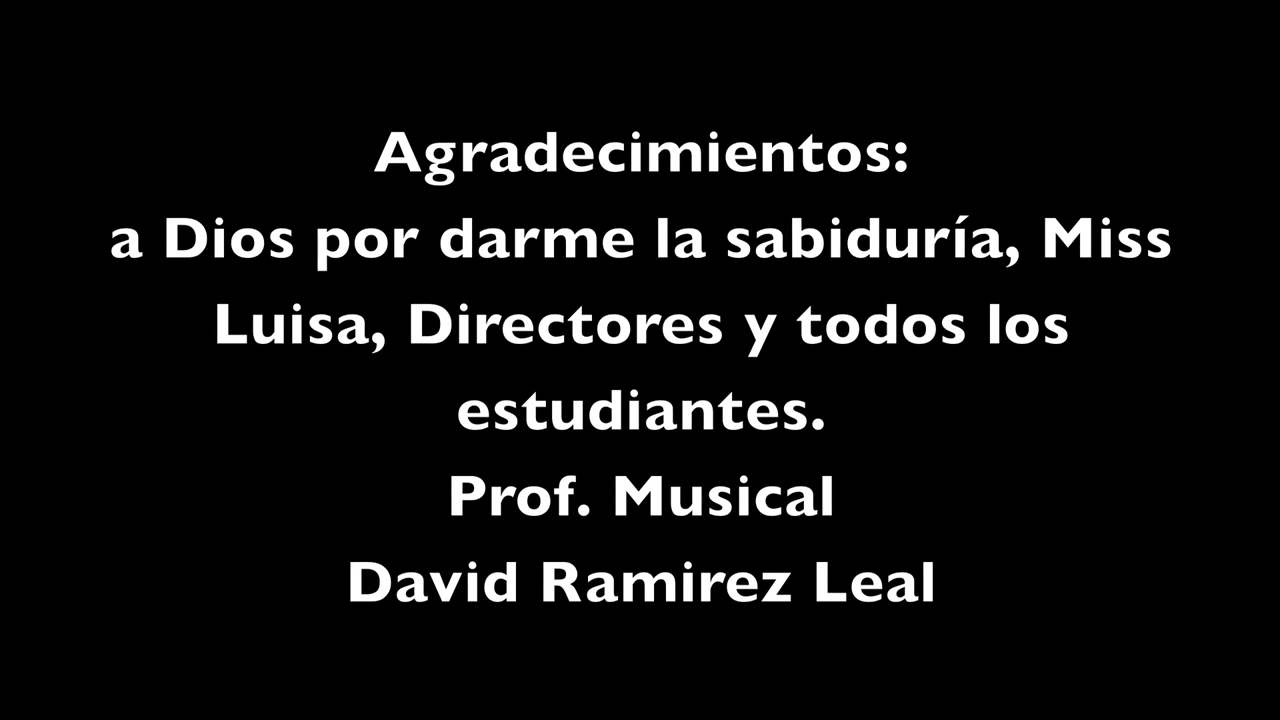 Agradecimientos:
a Dios por darme la sabiduría, Miss
Luisa, Directores y todos los
estudiantes.
Prof. Musical
David Ramirez Leal